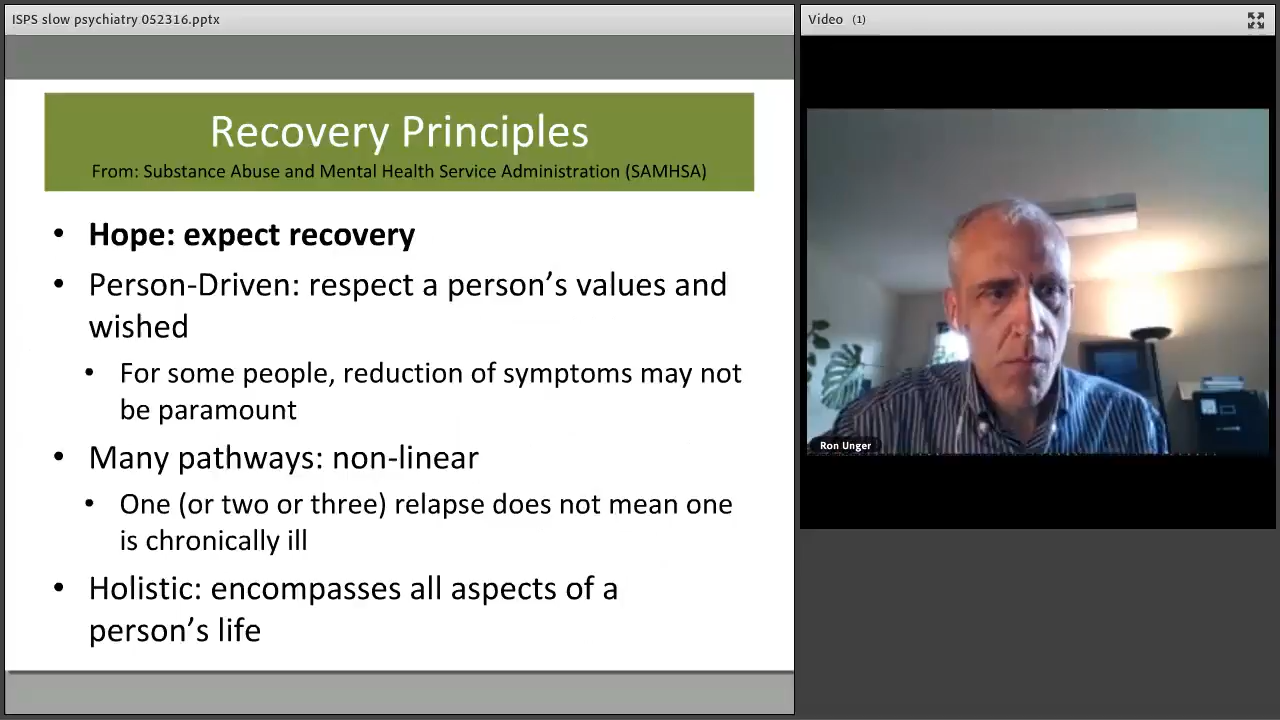 ISPS slow psychiatry 052316.pptx
Video (1)
Recovery Principles
From: Substance Abuse and Mental Health Service Administration (SAMHSA)
• Hope: expect recovery
• Person-Driven: respect a person’s values and
wished
• For some people, reduction of symptoms may not
be paramount
• Many pathways: non-linear
• One (or two or three) relapse does not mean one
is chronically ill
• Holistic: encompasses all aspects of a
person’s life
Ron Unger